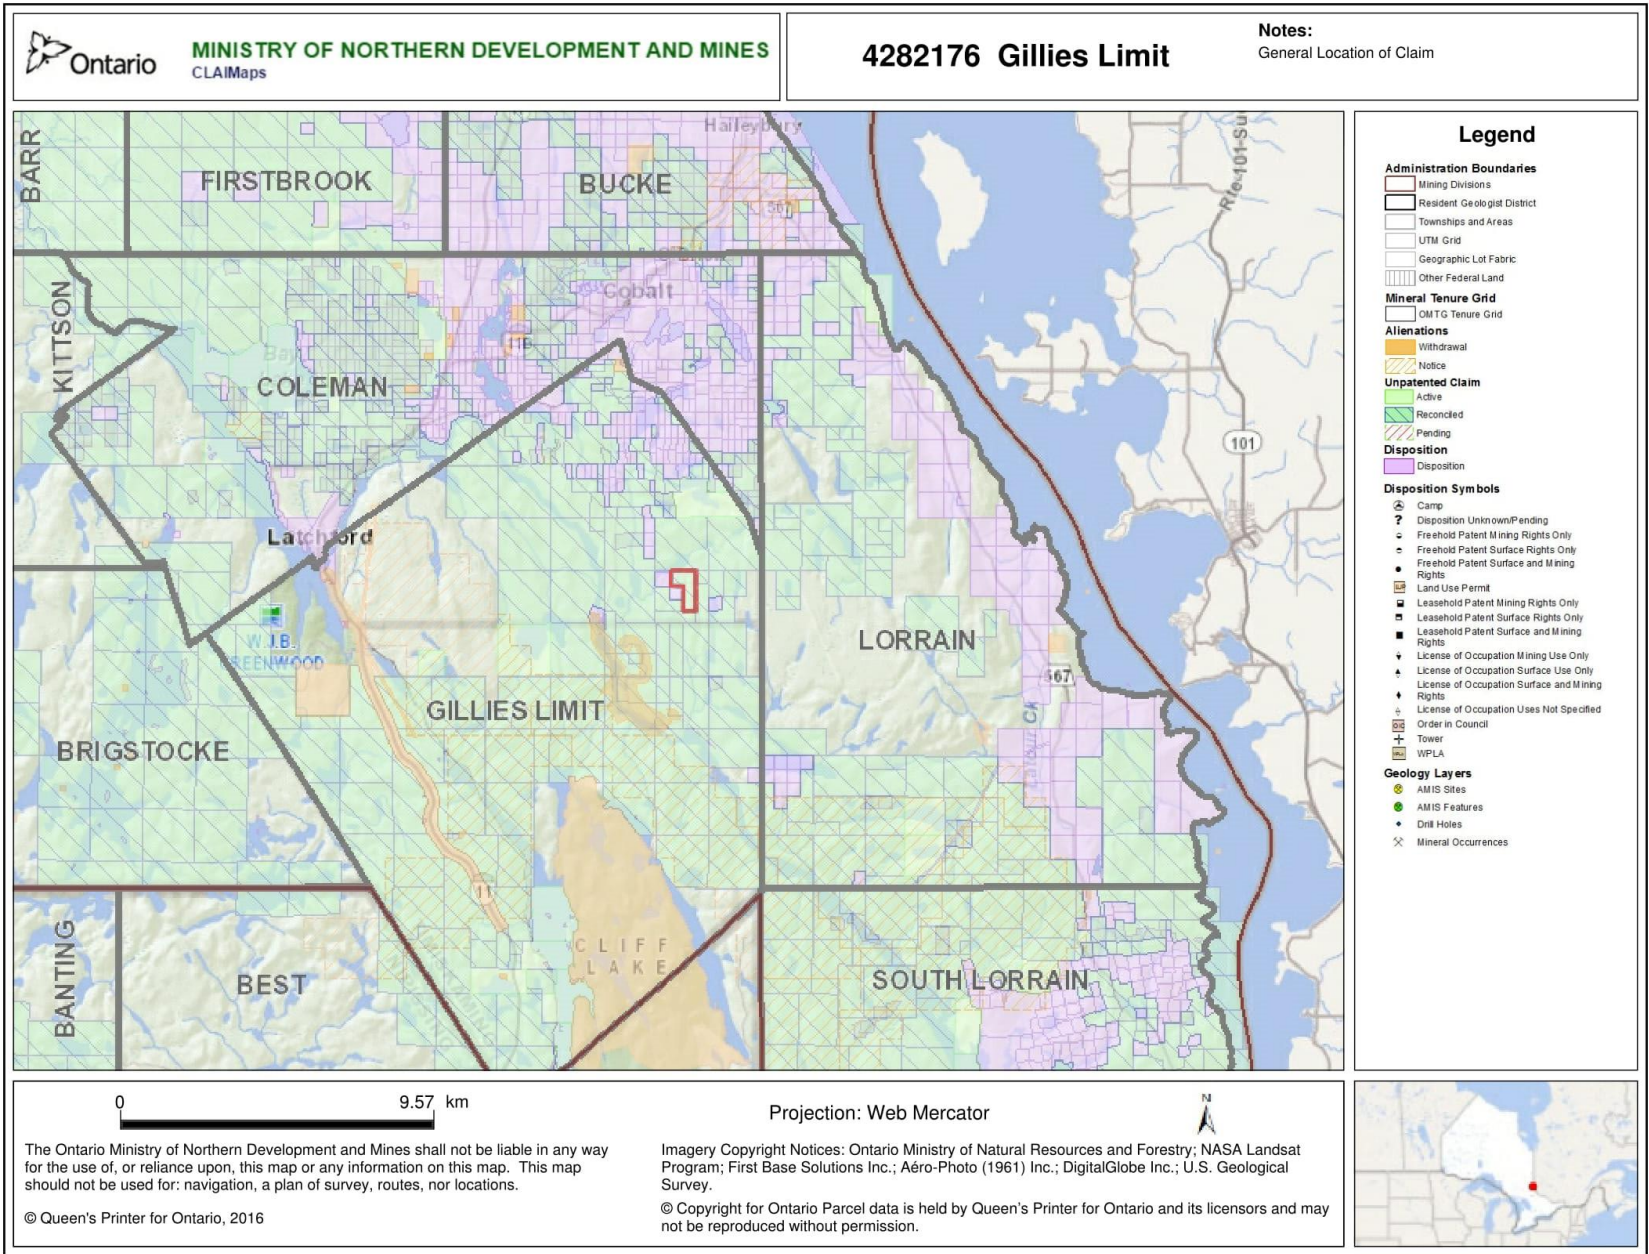 Ontario
MINISTRY OF NORTHERN DEVELOPMENT AND MINES
CLAIMaps
4282176 Gillies Limit
Notes:
General Location of Claim
Haileybury
BARR
FIRSTBROOK
BUCKE
567
Rte-101-Su
KITTSON
Cobalt
11B
Bay
COLEMAN
101
Latchford
W.J.B.
GREENWOOD
LORRAIN
567
GILLIES LIMIT
BRIGSTOCKE
11
CLIFF
LAKE
BANTING
BEST
SOUTH LORRAIN
Legend
Administration Boundaries
Mining Divisions
Resident Geologist District
Townships and Areas
UTM Grid
Geographic Lot Fabric
Other Federal Land
Mineral Tenure Grid
OMTG Tenure Grid
Alienations
Withdrawal
Notice
Unpatented Claim
Active
Reconciled
Pending
Disposition
Disposition
Disposition Symbols
Camp
? Disposition Unknown/Pending
Freehold Patent Mining Rights Only
Freehold Patent Surface Rights Only
Freehold Patent Surface and Mining
Rights
Land Use Permit
Leasehold Patent Mining Rights Only
Leasehold Patent Surface Rights Only
Leasehold Patent Surface and Mining
Rights
License of Occupation Mining Use Only
License of Occupation Surface Use Only
License of Occupation Surface and Mining
Rights
License of Occupation Uses Not Specified
Order in Council
Tower
WPLA
Geology Layers
AMIS Sites
AMIS Features
Drill Holes
Mineral Occurrences
0 9.57 km
Projection: Web Mercator
N
The Ontario Ministry of Northern Development and Mines shall not be liable in any way
for the use of, or reliance upon, this map or any information on this map. This map
should not be used for: navigation, a plan of survey, routes, nor locations.
© Queen's Printer for Ontario, 2016
Imagery Copyright Notices: Ontario Ministry of Natural Resources and Forestry; NASA Landsat
Program; First Base Solutions Inc.; Aéro-Photo (1961) Inc.; DigitalGlobe Inc.; U.S. Geological
Survey.
© Copyright for Ontario Parcel data is held by Queen's Printer for Ontario and its licensors and may
not be reproduced without permission.